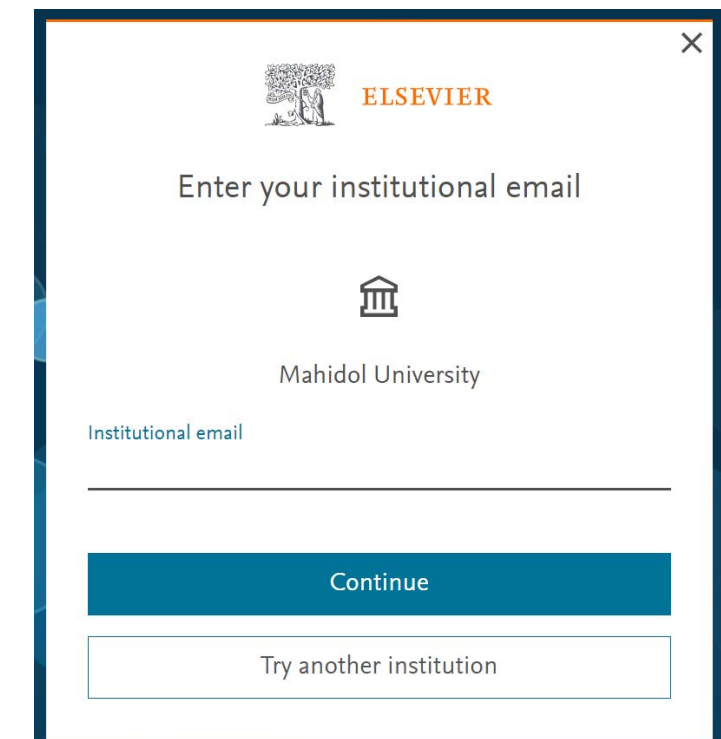 ELSEVIER
Enter your institutional email
Mahidol University
Institutional email
Continue
Try another institution